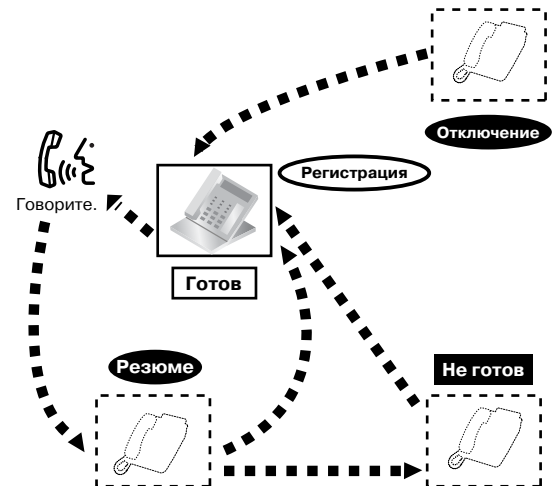 Отключение
Регистрация
Говорите.
Готов
Резюме
Не готов